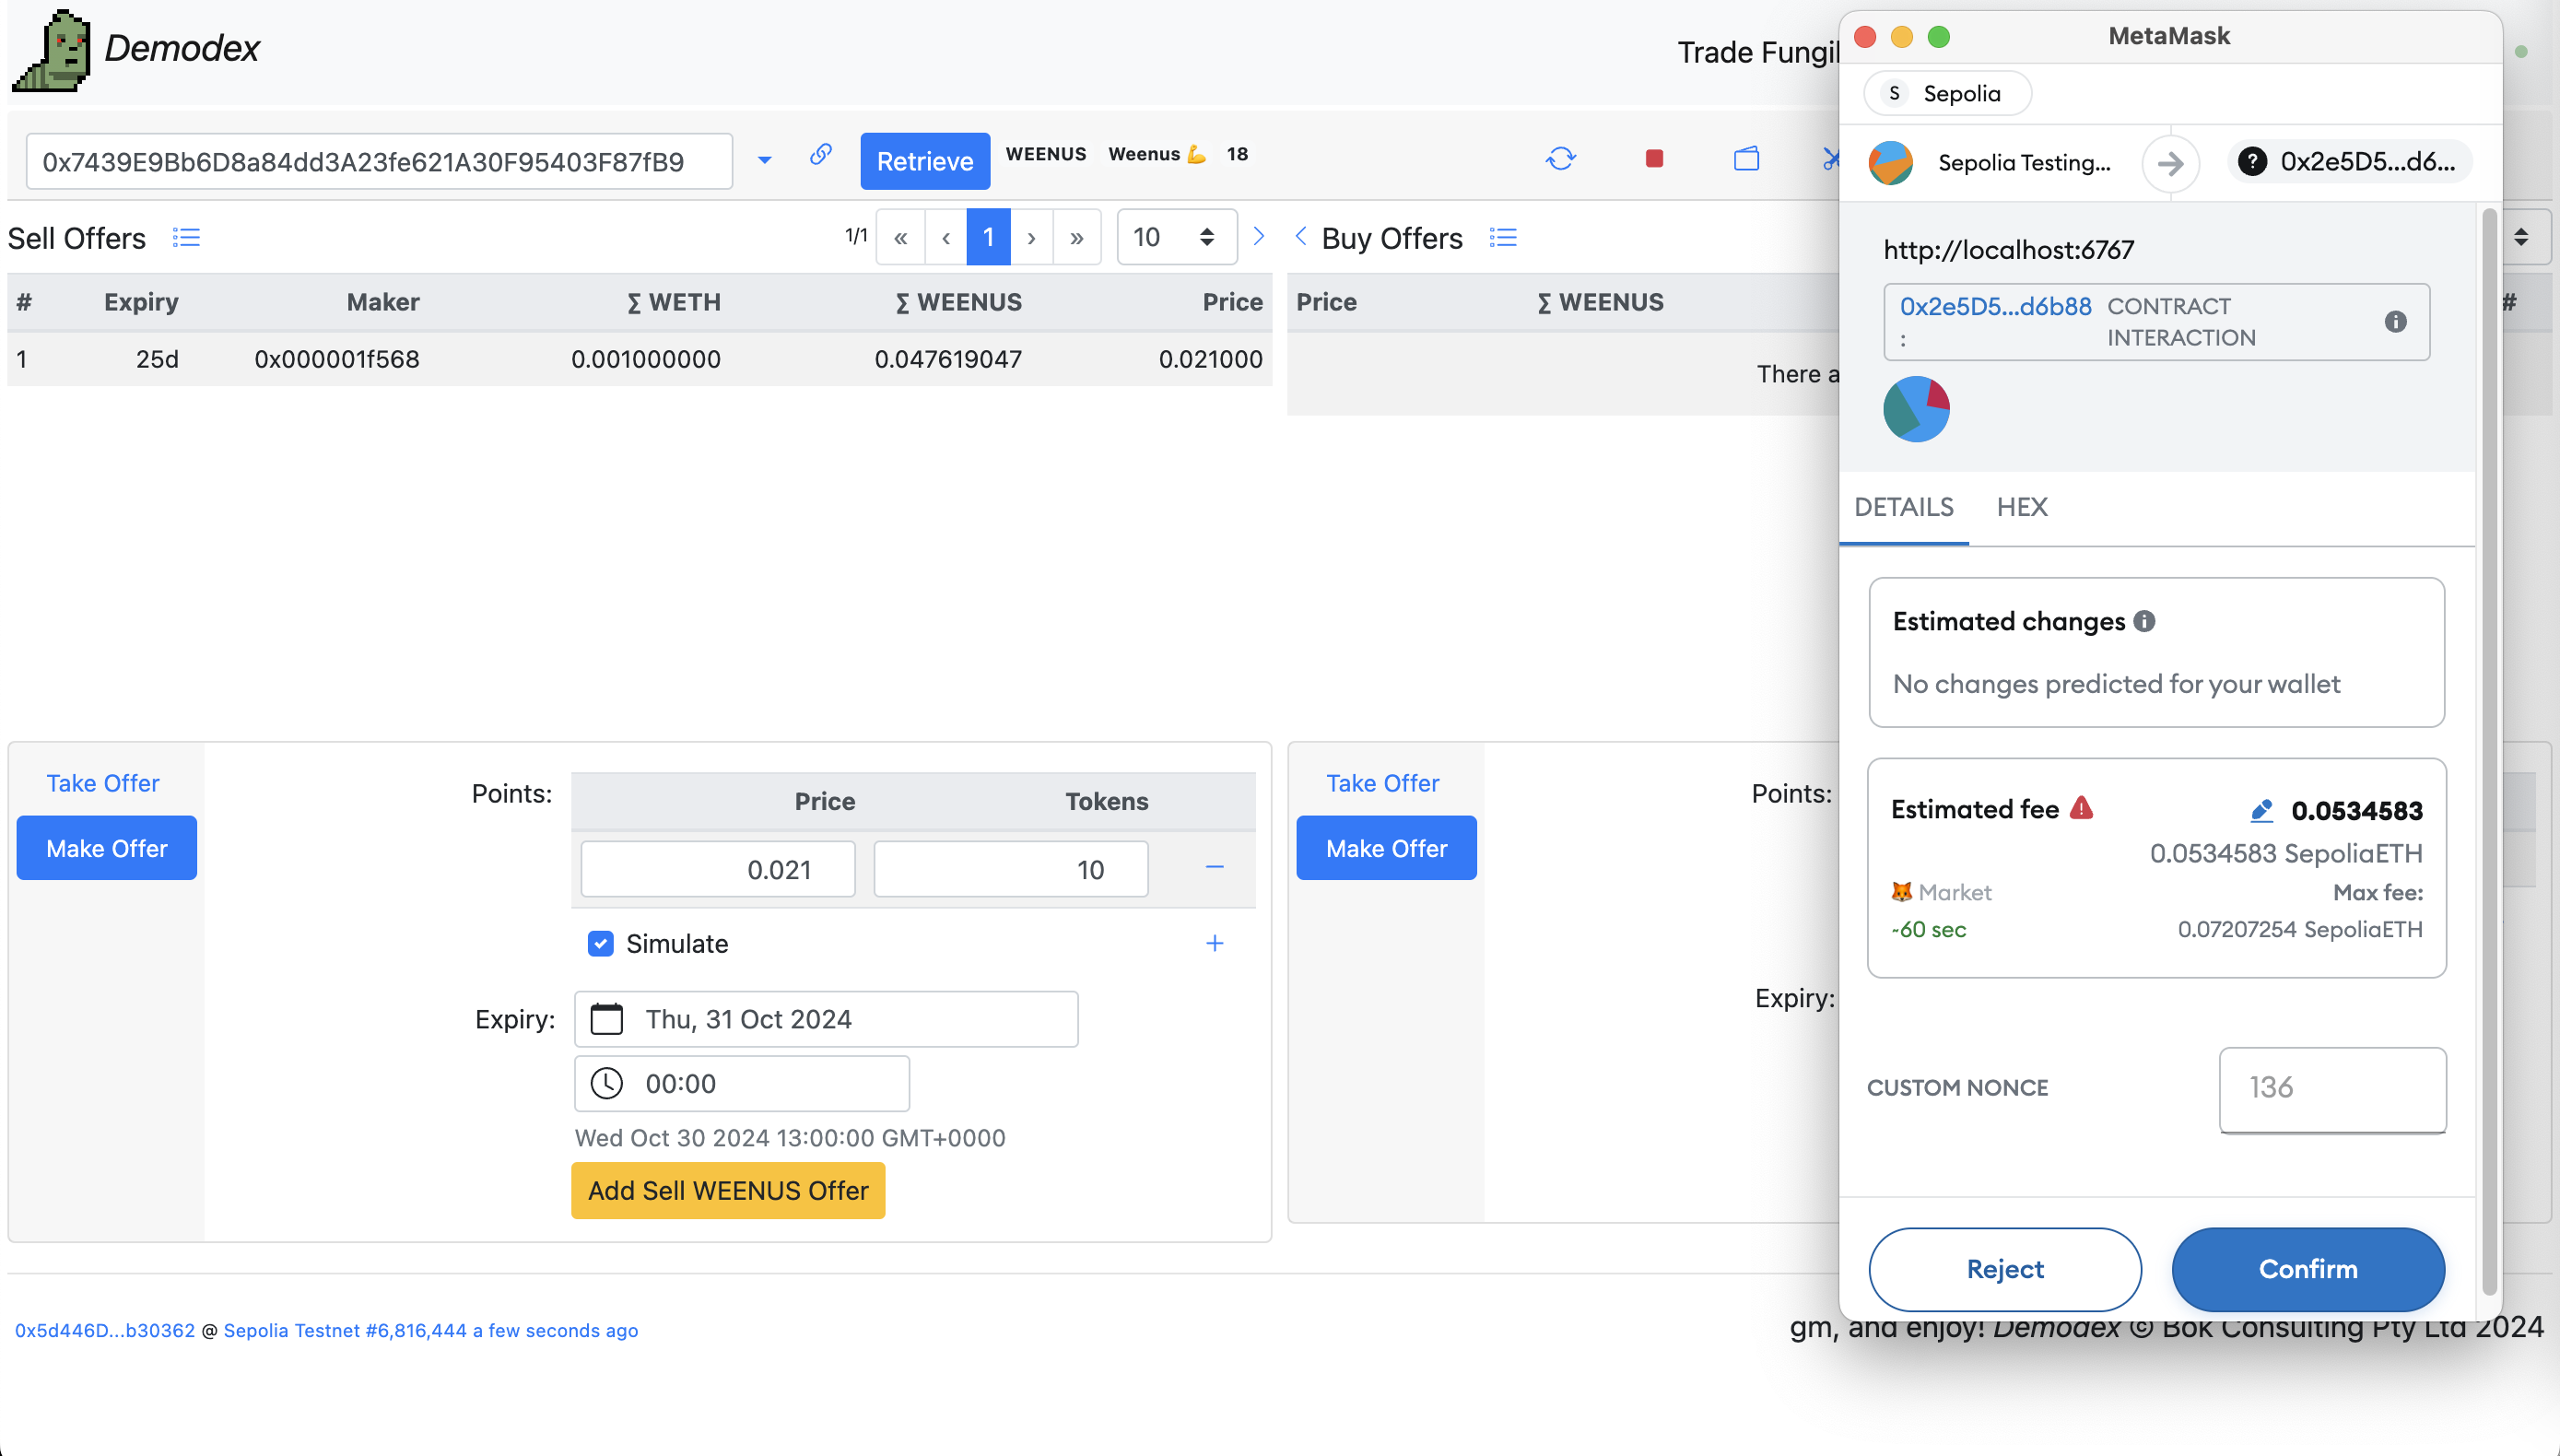 Demodex
Trade Fungil
0x7439E9Bb6D8a84dd3A23fe621A30F95403F87fB9
Retrieve
WEENUS Weenus 💪 18
Sell Offers
1/1 « ‹ 1 › » 10
Buy Offers
# Expiry Maker ∑ WETH ∑ WEENUS Price
1 25d 0x000001f568 0.001000000 0.047619047 0.021000
Price ∑ WEENUS #
There a
Take Offer
Make Offer
Points:
Price Tokens
0.021 10
Simulate
Expiry:
Thu, 31 Oct 2024
00:00
Wed Oct 30 2024 13:00:00 GMT+0000
Add Sell WEENUS Offer
Take Offer
Make Offer
Points:
Expiry:
0x5d446D...b30362 @ Sepolia Testnet #6,816,444 a few seconds ago
gm, and enjoy! Demodex © Bok Consulting Pty Ltd 2024
MetaMask
S Sepolia
Sepolia Testing...
? 0x2e5D5...d6...
http://localhost:6767
0x2e5D5...d6b88 CONTRACT
: INTERACTION
DETAILS HEX
Estimated changes
No changes predicted for your wallet
Estimated fee 0.0534583
0.0534583 SepoliaETH
🦊 Market Max fee:
~60 sec 0.07207254 SepoliaETH
CUSTOM NONCE 136
Reject Confirm